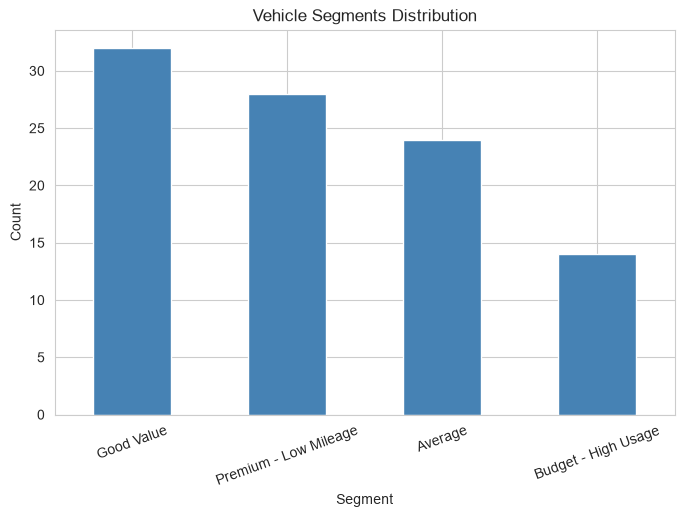 Vehicle Segments Distribution
Count
30
25
20
15
10
5
0
Good Value
Premium - Low Mileage
Average
Budget - High Usage
Segment